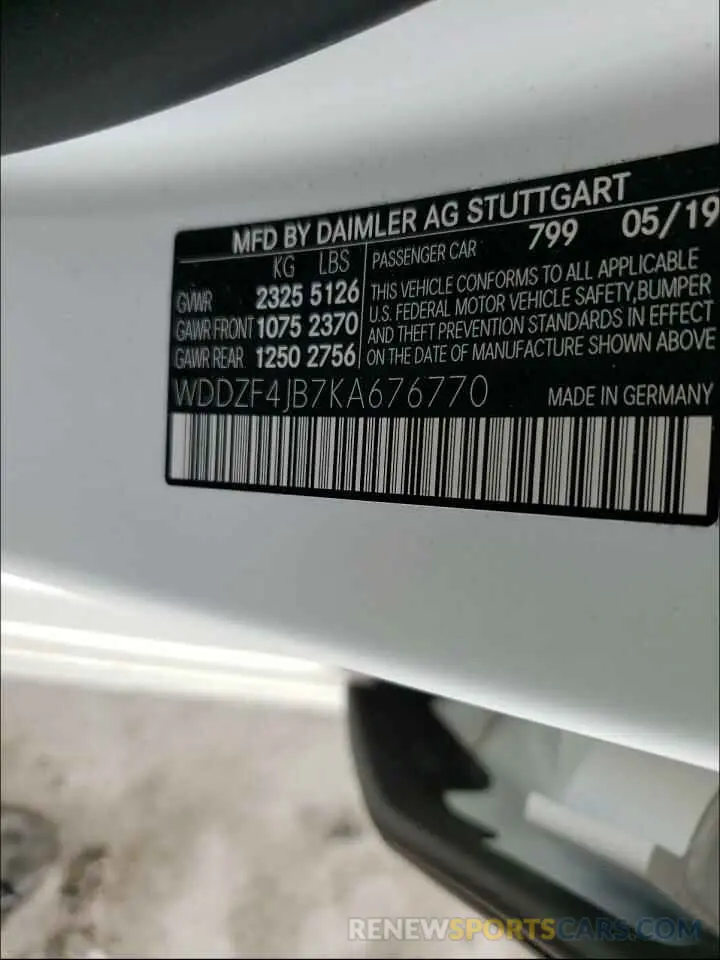 MFD BY DAIMLER AG STUTTGART
KG LBS
GVWR 2325 5126
GAWR FRONT 1075 2370
GAWR REAR 1250 2756
PASSENGER CAR 799 05/19
THIS VEHICLE CONFORMS TO ALL APPLICABLE
U.S. FEDERAL MOTOR VEHICLE SAFETY,BUMPER
AND THEFT PREVENTION STANDARDS IN EFFECT
ON THE DATE OF MANUFACTURE SHOWN ABOVE
WDDZF4JB7KA676770 MADE IN GERMANY
RENEWSPORTSCARS.COM